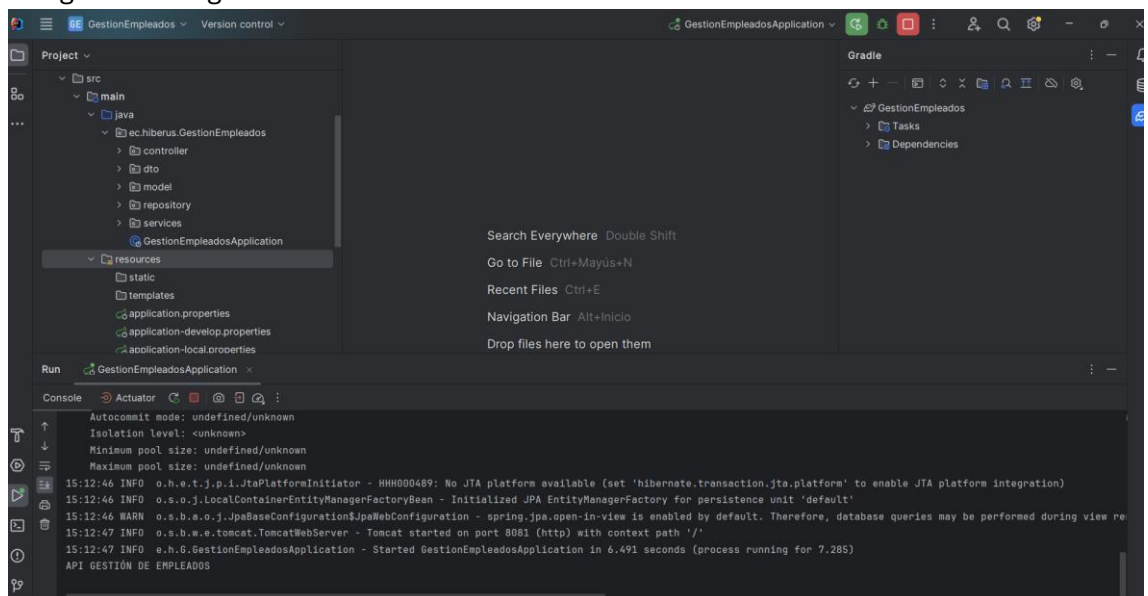 GE GestionEmpleados Version control GestionEmpleadosApplication
Project
src
main
java
ec.hiberus.GestionEmpleados
controller
dto
model
repository
services
GestionEmpleadosApplication
resources
static
templates
application.properties
application-develop.properties
application-local.properties
Search Everywhere Double Shift
Go to File Ctrl+Mayús+N
Recent Files Ctrl+E
Navigation Bar Alt+Inicio
Drop files here to open them
Gradle
GestionEmpleados
Tasks
Dependencies
Run GestionEmpleadosApplication
Console Actuator
Autocommit mode: undefined/unknown
Isolation level: <unknown>
Minimum pool size: undefined/unknown
Maximum pool size: undefined/unknown
15:12:46 INFO o.h.e.t.j.p.i.JtaPlatformInitiator - HHH000489: No JTA platform available (set 'hibernate.transaction.jta.platform' to enable JTA platform integration)
15:12:46 INFO o.s.o.j.LocalContainerEntityManagerFactoryBean - Initialized JPA EntityManagerFactory for persistence unit 'default'
15:12:46 WARN o.s.b.a.o.j.JpaBaseConfiguration$JpaWebConfiguration - spring.jpa.open-in-view is enabled by default. Therefore, database queries may be performed during view re
15:12:47 INFO o.s.b.w.e.tomcat.TomcatWebServer - Tomcat started on port 8081 (http) with context path '/'
15:12:47 INFO e.h.G.GestionEmpleadosApplication - Started GestionEmpleadosApplication in 6.491 seconds (process running for 7.285)
API GESTIÓN DE EMPLEADOS